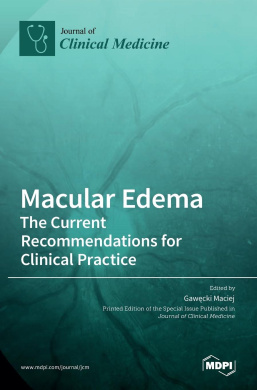 Journal of
Clinical Medicine
Macular Edema
The Current
Recommendations for
Clinical Practice
Edited by
Gawęcki Maciej
Printed Edition of the Special Issue Published in
Journal of Clinical Medicine
www.mdpi.com/journal/jcm
MDPI